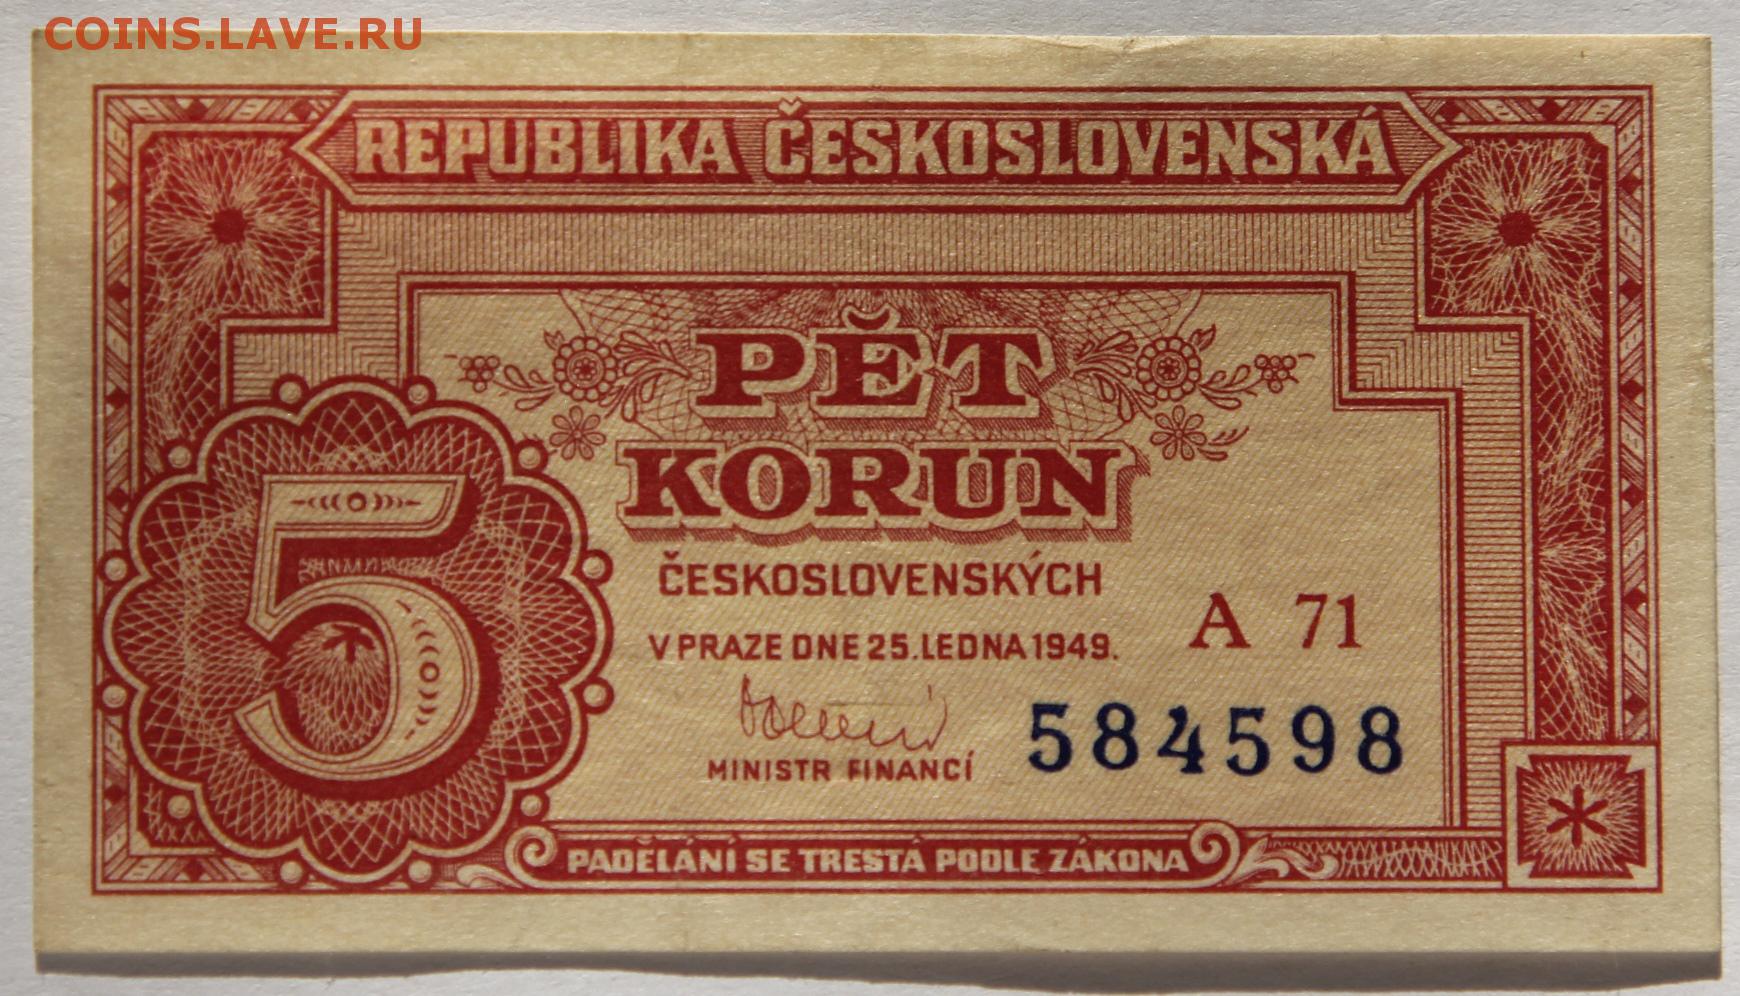 COINS.LAVE.RU
REPUBLIKA ČESKOSLOVENSKÁ
PĚT
KORUN
5
ČESKOSLOVENSKÝCH
A 71
V PRAZE DNE 25. LEDNA 1949.
584598
MINISTR FINANCÍ
PADĚLÁNÍ SE TRESTÁ PODLE ZÁKONA